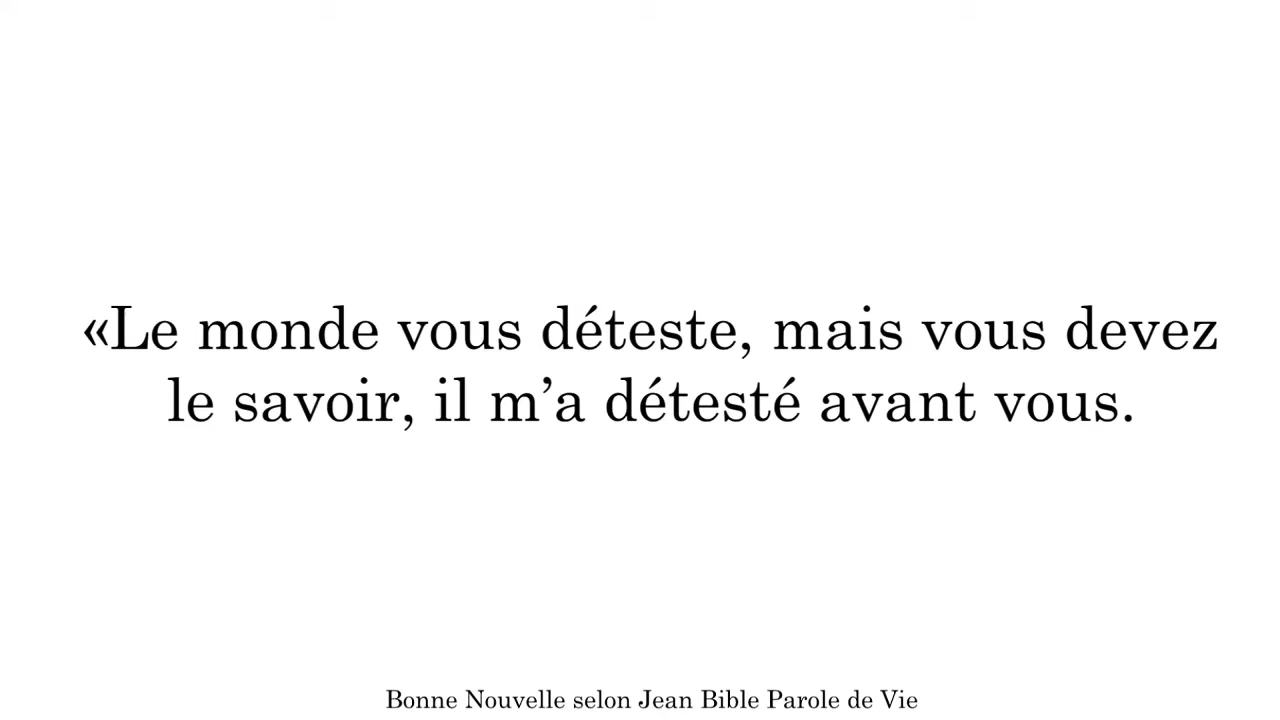 «Le monde vous déteste, mais vous devez
le savoir, il m’a détesté avant vous.
Bonne Nouvelle selon Jean Bible Parole de Vie